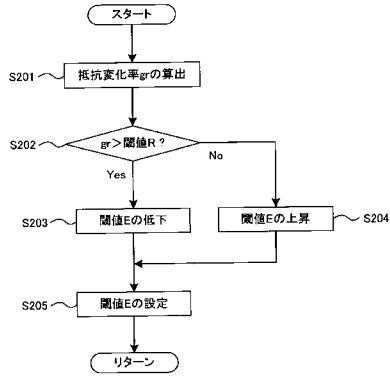 スタート
S201 抵抗変化率grの算出
S202 gr＞閾値R？
No
Yes
S203 閾値Eの低下
閾値Eの上昇 S204
S205 閾値Eの設定
リターン